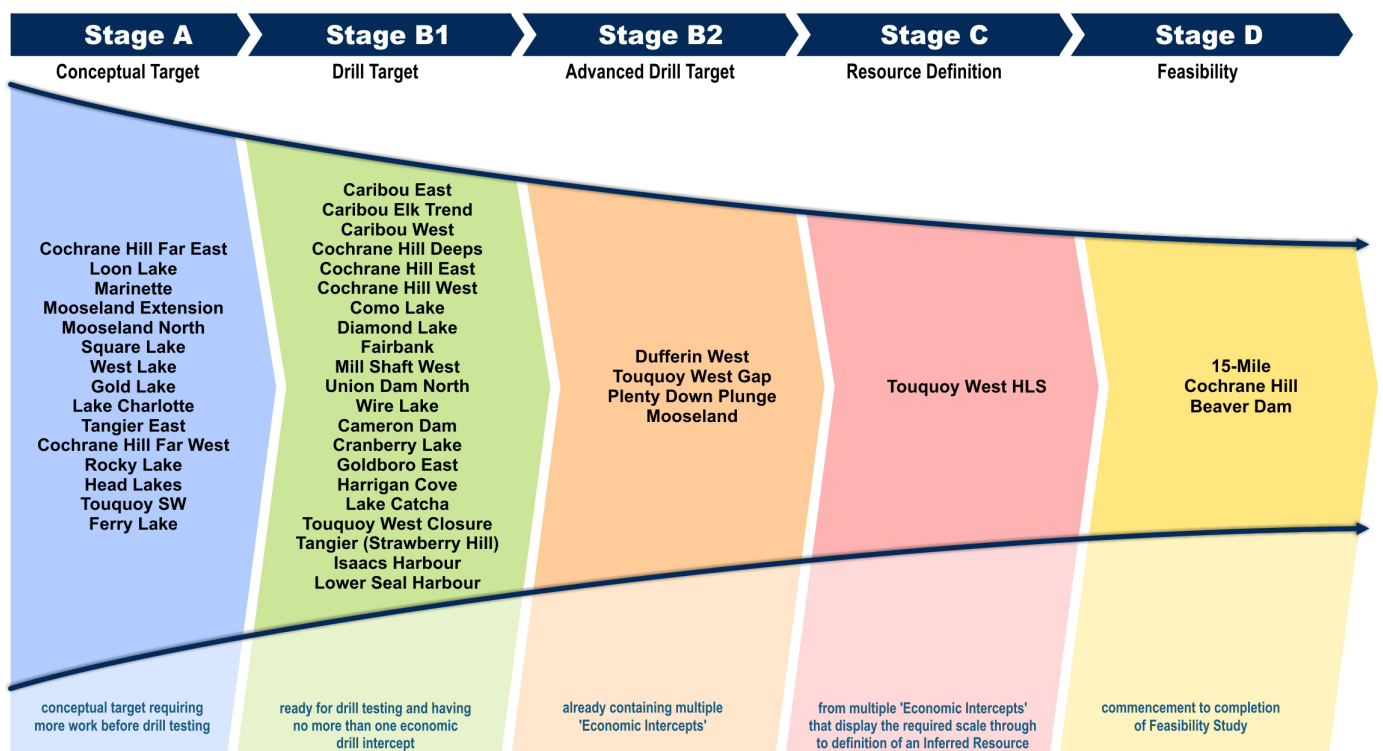 Stage A
Stage B1
Stage B2
Stage C
Stage D
Conceptual Target
Drill Target
Advanced Drill Target
Resource Definition
Feasibility
Cochrane Hill Far East
Loon Lake
Marinette
Mooseland Extension
Mooseland North
Square Lake
West Lake
Gold Lake
Lake Charlotte
Tangier East
Cochrane Hill Far West
Rocky Lake
Head Lakes
Touquoy SW
Ferry Lake
Caribou East
Caribou Elk Trend
Caribou West
Cochrane Hill Deeps
Cochrane Hill East
Cochrane Hill West
Como Lake
Diamond Lake
Fairbank
Mill Shaft West
Union Dam North
Wire Lake
Cameron Dam
Cranberry Lake
Goldboro East
Harrigan Cove
Lake Catcha
Touquoy West Closure
Tangier (Strawberry Hill)
Isaacs Harbour
Lower Seal Harbour
Dufferin West
Touquoy West Gap
Plenty Down Plunge
Mooseland
Touquoy West HLS
15-Mile
Cochrane Hill
Beaver Dam
conceptual target requiring
more work before drill testing
ready for drill testing and having
no more than one economic
drill intercept
already containing multiple
'Economic Intercepts'
from multiple 'Economic Intercepts'
that display the required scale through
to definition of an Inferred Resource
commencement to completion
of Feasibility Study